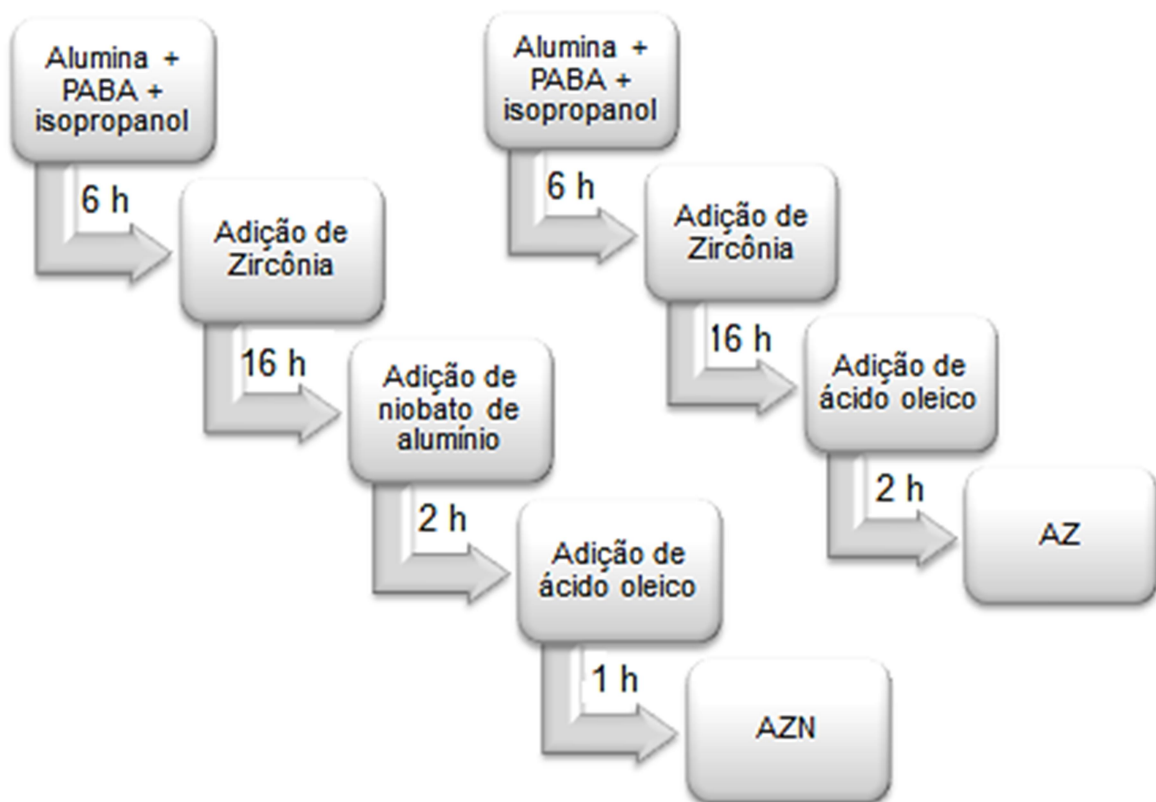 Alumina +
PABA +
isopropanol
6 h
Adição de
Zircônia
16 h
Adição de
niobato de
alumínio
2 h
Adição de
ácido oleico
1 h
AZN
Alumina +
PABA +
isopropanol
6 h
Adição de
Zircônia
16 h
Adição de
ácido oleico
2 h
AZ